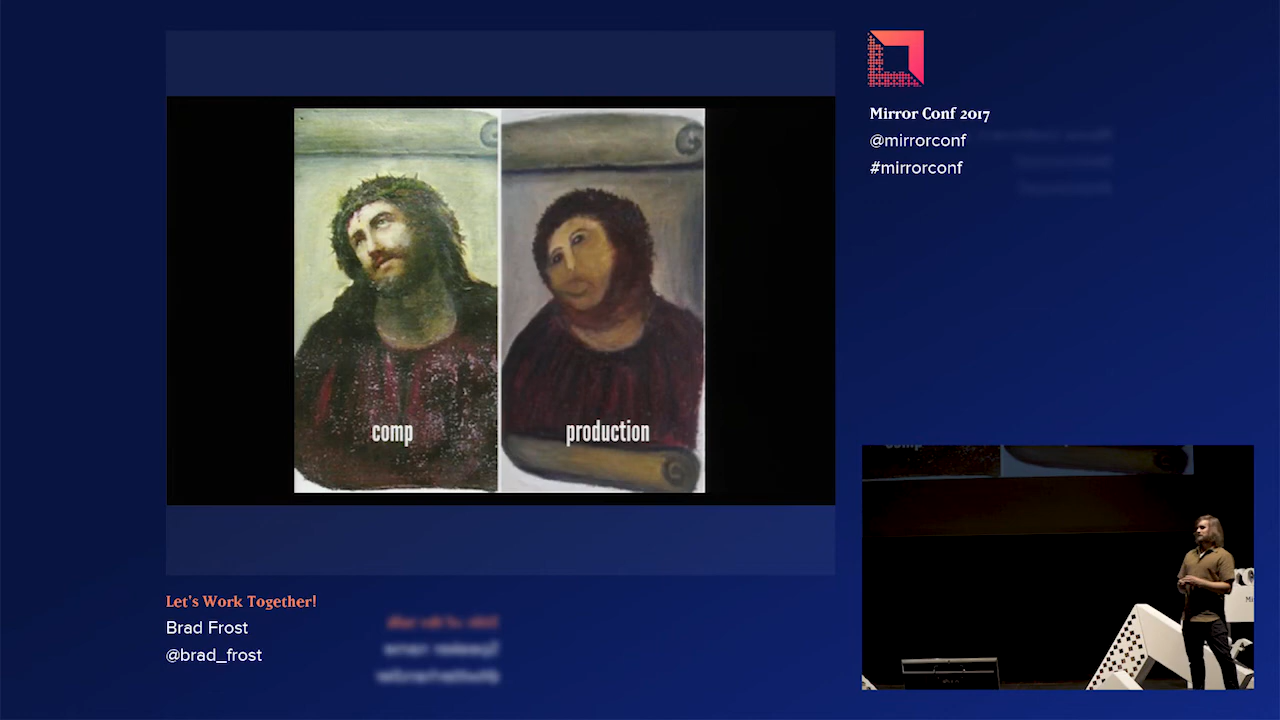 comp
production
Mirror Conf 2017
@mirrorconf
#mirrorconf
Let's Work Together!
Brad Frost
@brad_frost